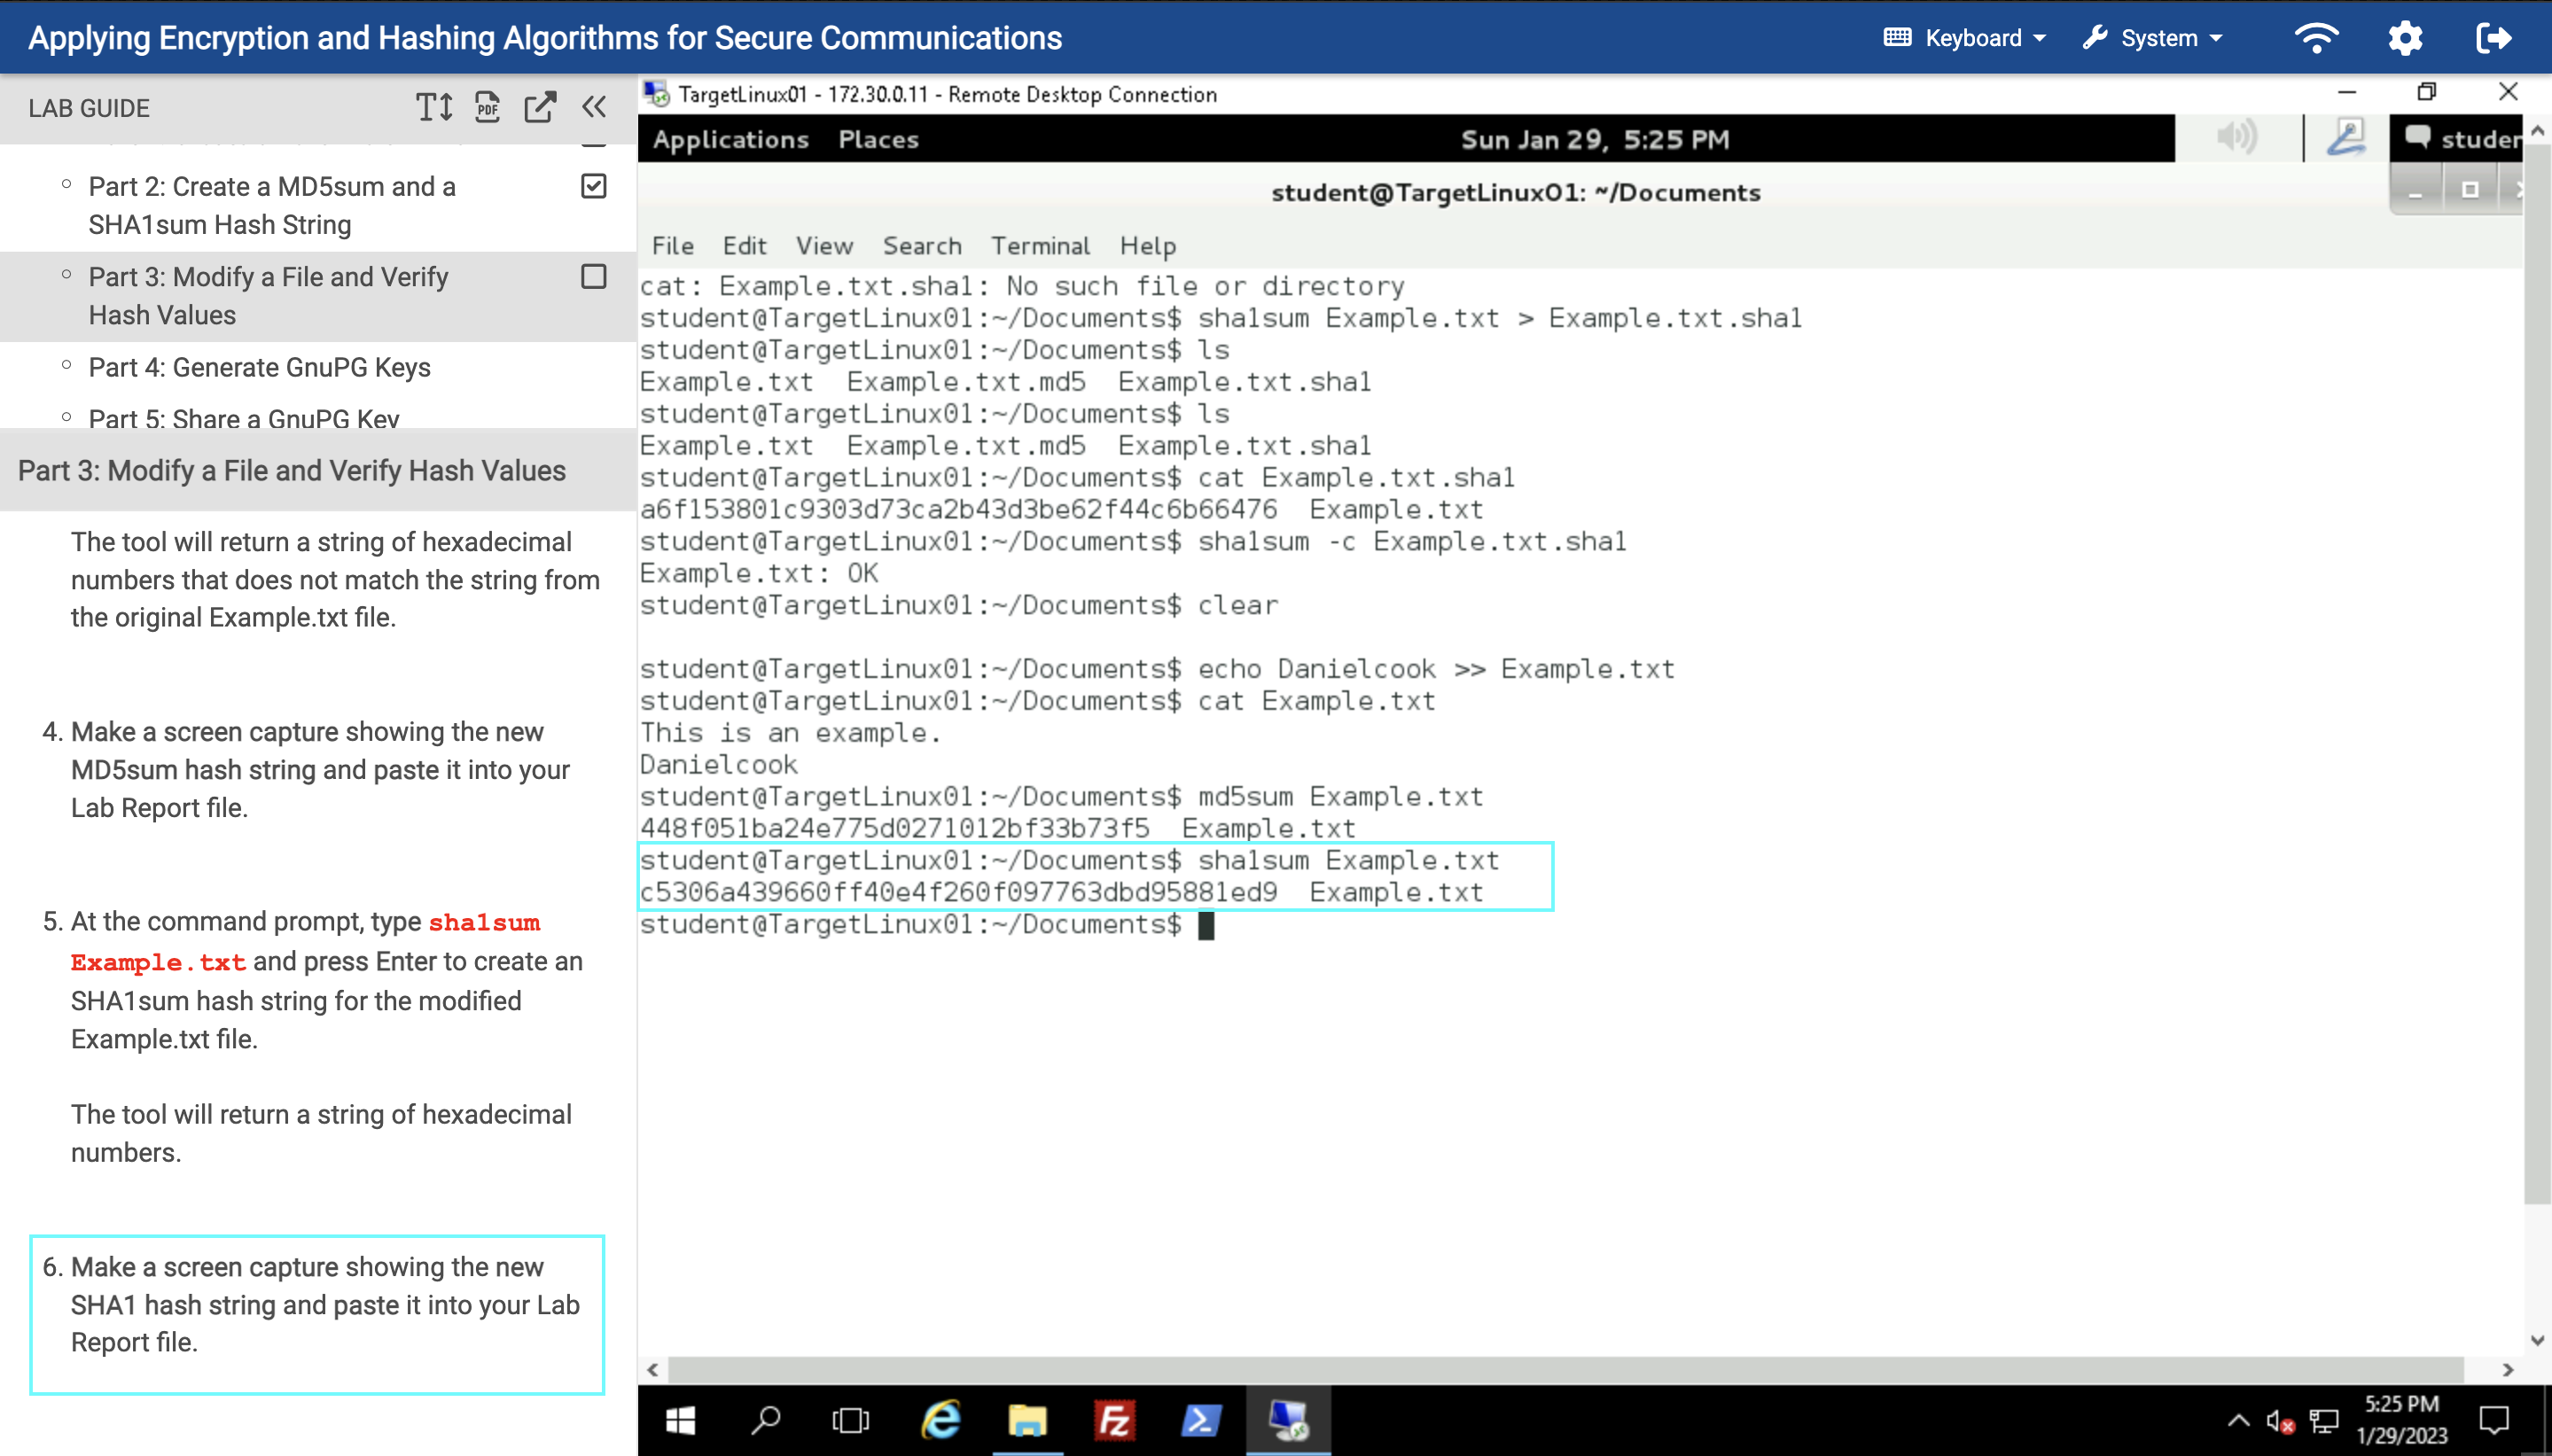 Applying Encryption and Hashing Algorithms for Secure Communications
Keyboard
System
LAB GUIDE
PDF
Part 2: Create a MD5sum and a
SHA1sum Hash String
Part 3: Modify a File and Verify
Hash Values
Part 4: Generate GnuPG Keys
Part 5: Share a GnuPG Key
Part 3: Modify a File and Verify Hash Values
The tool will return a string of hexadecimal
numbers that does not match the string from
the original Example.txt file.
4. Make a screen capture showing the new
MD5sum hash string and paste it into your
Lab Report file.
5. At the command prompt, type sha1sum
Example.txt and press Enter to create an
SHA1sum hash string for the modified
Example.txt file.
The tool will return a string of hexadecimal
numbers.
6. Make a screen capture showing the new
SHA1 hash string and paste it into your Lab
Report file.
TargetLinux01 - 172.30.0.11 - Remote Desktop Connection
Applications Places
Sun Jan 29, 5:25 PM
studen
student@TargetLinux01: ~/Documents
File Edit View Search Terminal Help
cat: Example.txt.sha1: No such file or directory
student@TargetLinux01:~/Documents$ sha1sum Example.txt > Example.txt.sha1
student@TargetLinux01:~/Documents$ ls
Example.txt  Example.txt.md5  Example.txt.sha1
student@TargetLinux01:~/Documents$ ls
Example.txt  Example.txt.md5  Example.txt.sha1
student@TargetLinux01:~/Documents$ cat Example.txt.sha1
a6f153801c9303d73ca2b43d3be62f44c6b66476  Example.txt
student@TargetLinux01:~/Documents$ sha1sum -c Example.txt.sha1
Example.txt: OK
student@TargetLinux01:~/Documents$ clear
student@TargetLinux01:~/Documents$ echo Danielcook >> Example.txt
student@TargetLinux01:~/Documents$ cat Example.txt
This is an example.
Danielcook
student@TargetLinux01:~/Documents$ md5sum Example.txt
448f051ba24e775d0271012bf33b73f5  Example.txt
student@TargetLinux01:~/Documents$ sha1sum Example.txt
c5306a439660ff40e4f260f097763dbd95881ed9  Example.txt
student@TargetLinux01:~/Documents$
Fz
5:25 PM
1/29/2023